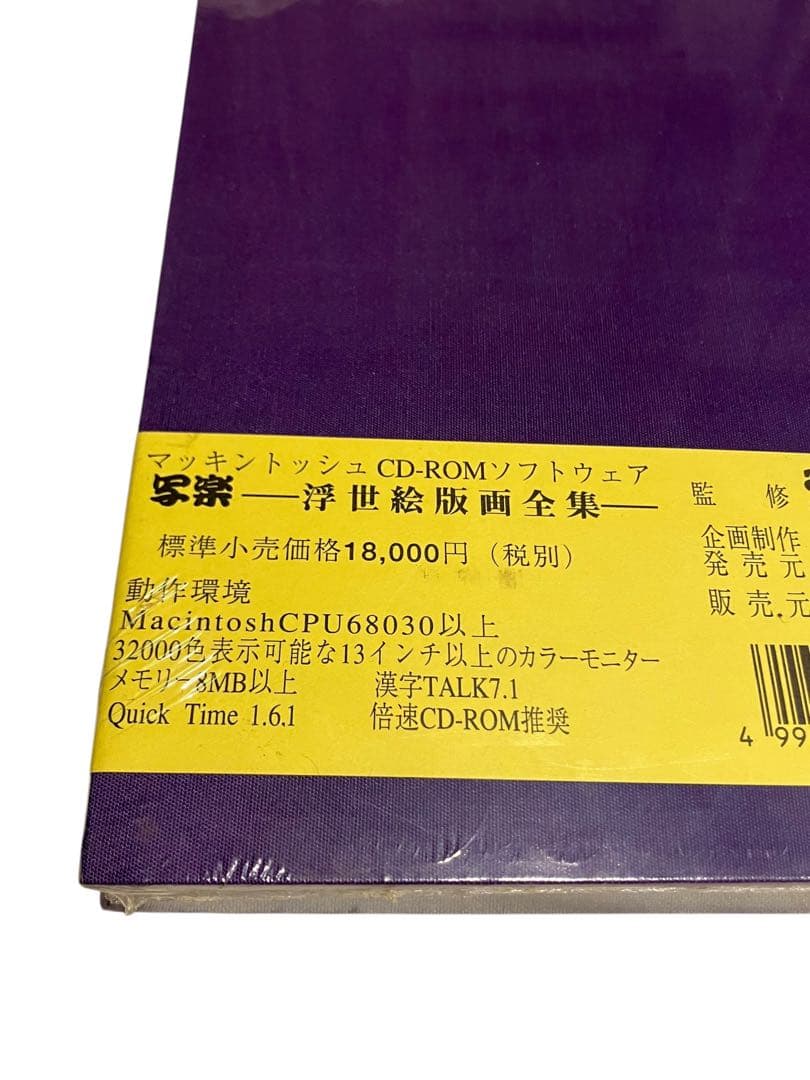 マッキントッシュ CD-ROMソフトウェア
写楽 ―浮世絵版画全集―
標準小売価格18,000円（税別）
動作環境
MacintoshCPU68030以上
32000色表示可能な13インチ以上のカラーモニター
メモリー8MB以上 漢字TALK7.1
Quick Time 1.6.1 倍速CD-ROM推奨
監 修
企画制作
発 売 元
販 売 元
4 99